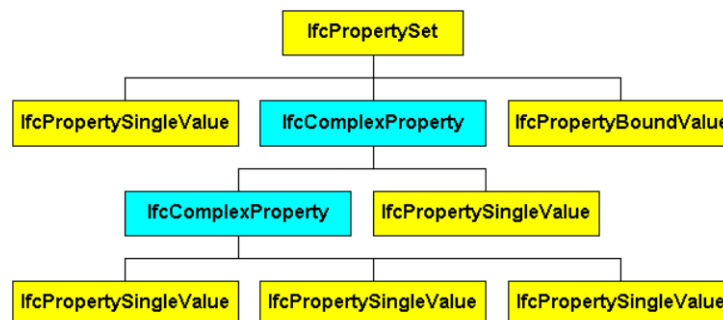 IfcPropertySet
IfcPropertySingleValue
IfcComplexProperty
IfcPropertyBoundValue
IfcComplexProperty
IfcPropertySingleValue
IfcPropertySingleValue
IfcPropertySingleValue
IfcPropertySingleValue